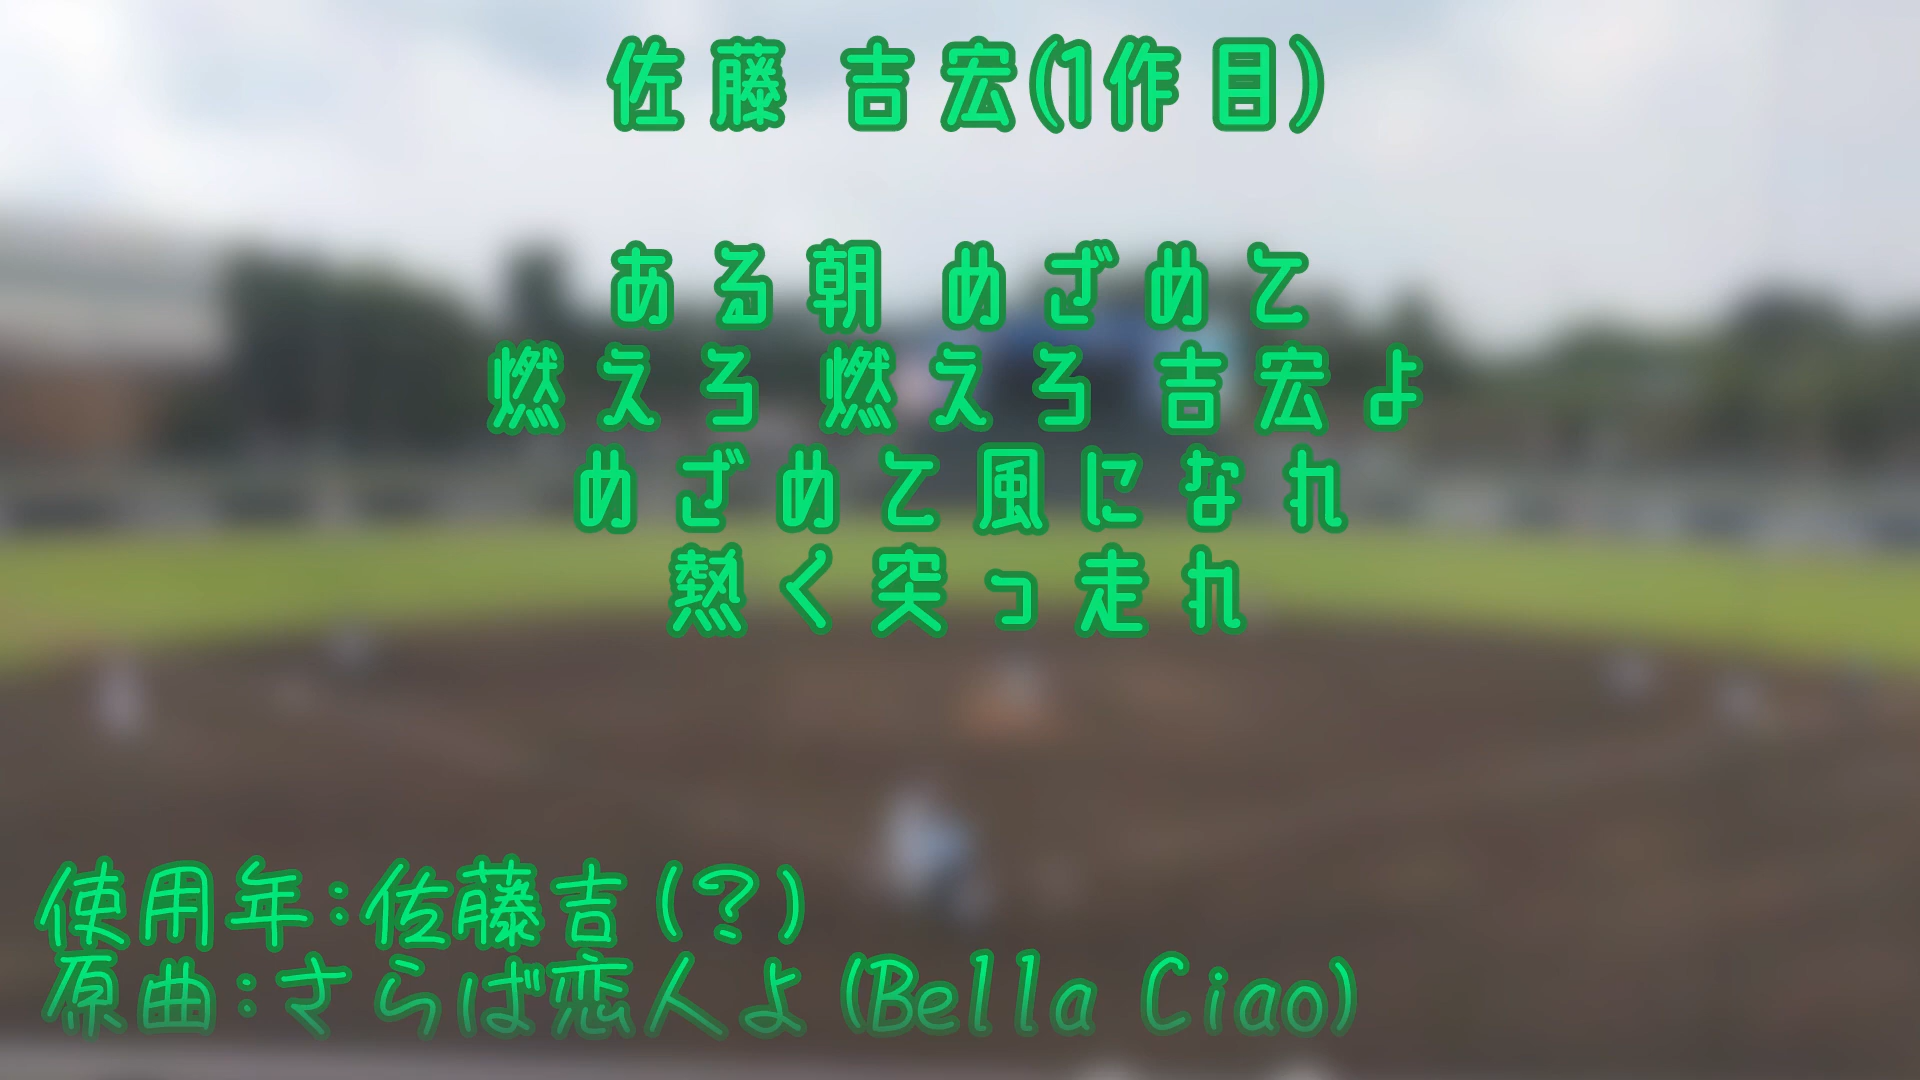 佐藤 吉宏(1作目)
ある朝 めざめて
燃えろ 燃えろ 吉宏よ
めざめて風になれ
熱く突っ走れ
使用年:佐藤吉(?)
原曲:さらば恋人よ(Bella Ciao)